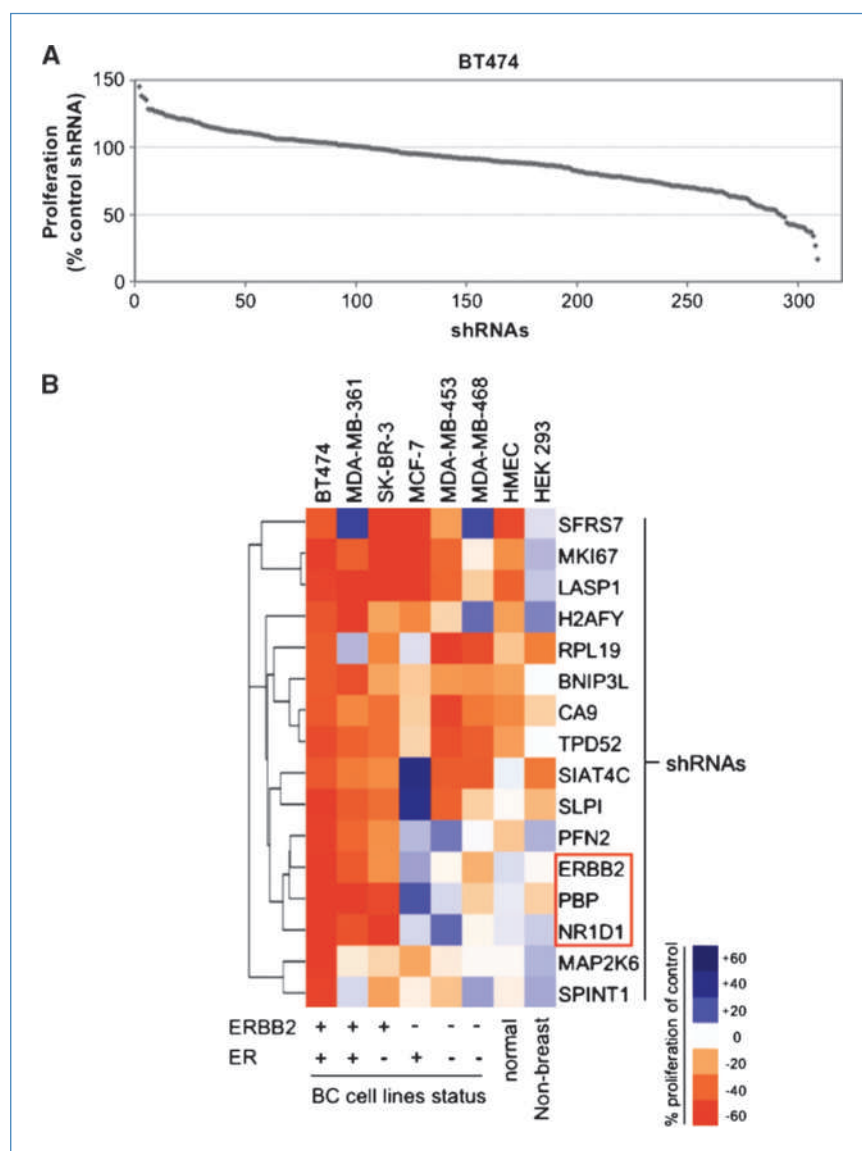 A
BT474
Prolferation
(% control shRNA)
150
100
50
0
0
50
100
150
200
250
300
shRNAs
B
BT474
MDA-MB-361
SK-BR-3
MCF-7
MDA-MB-453
MDA-MB-468
HMEC
HEK 293
SFRS7
MKI67
LASP1
H2AFY
RPL19
BNIP3L
CA9
TPD52
SIAT4C
SLPI
PFN2
ERBB2
PBP
NR1D1
MAP2K6
SPINT1
shRNAs
% proliferation of control
+60
+40
+20
0
-20
-40
-60
ERBB2 + + + - - -
ER + + - + - -
BC cell lines status
normal
Non-breast